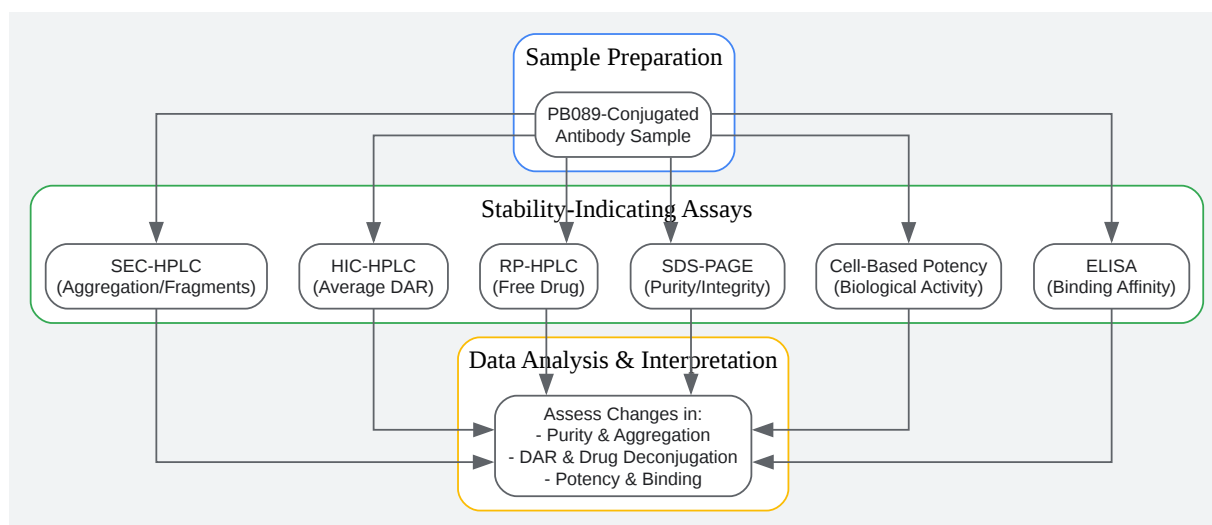 Sample Preparation
PB089-Conjugated
Antibody Sample
Stability-Indicating Assays
SEC-HPLC
(Aggregation/Fragments)
HIC-HPLC
(Average DAR)
RP-HPLC
(Free Drug)
SDS-PAGE
(Purity/Integrity)
Cell-Based Potency
(Biological Activity)
ELISA
(Binding Affinity)
Data Analysis & Interpretation
Assess Changes in:
- Purity & Aggregation
- DAR & Drug Deconjugation
- Potency & Binding